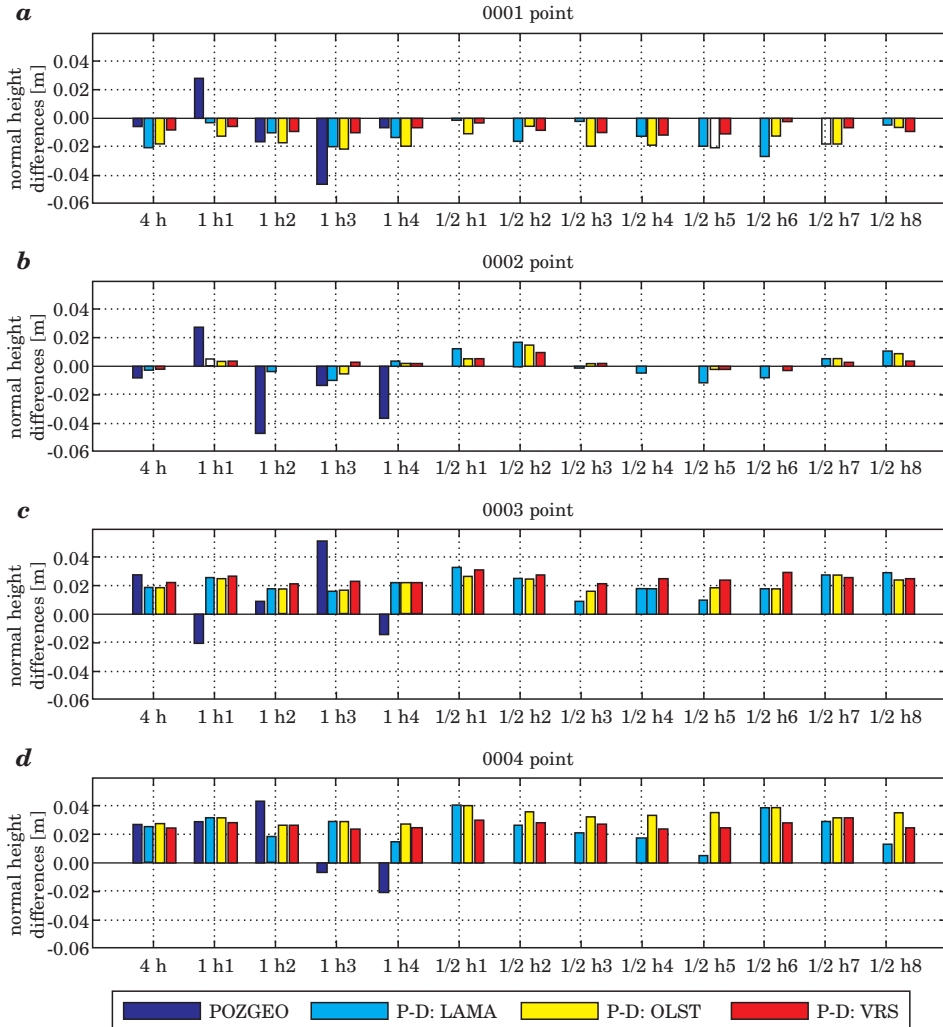 a
0001 point
normal height
differences [m]
0.04
0.02
0.00
-0.02
-0.04
-0.06
4 h 1 h1 1 h2 1 h3 1 h4 1/2 h1 1/2 h2 1/2 h3 1/2 h4 1/2 h5 1/2 h6 1/2 h7 1/2 h8
b
0002 point
normal height
differences [m]
0.04
0.02
0.00
-0.02
-0.04
-0.06
4 h 1 h1 1 h2 1 h3 1 h4 1/2 h1 1/2 h2 1/2 h3 1/2 h4 1/2 h5 1/2 h6 1/2 h7 1/2 h8
c
0003 point
normal height
differences [m]
0.04
0.02
0.00
-0.02
-0.04
-0.06
4 h 1 h1 1 h2 1 h3 1 h4 1/2 h1 1/2 h2 1/2 h3 1/2 h4 1/2 h5 1/2 h6 1/2 h7 1/2 h8
d
0004 point
normal height
differences [m]
0.04
0.02
0.00
-0.02
-0.04
-0.06
4 h 1 h1 1 h2 1 h3 1 h4 1/2 h1 1/2 h2 1/2 h3 1/2 h4 1/2 h5 1/2 h6 1/2 h7 1/2 h8
POZGEO P-D: LAMA P-D: OLST P-D: VRS